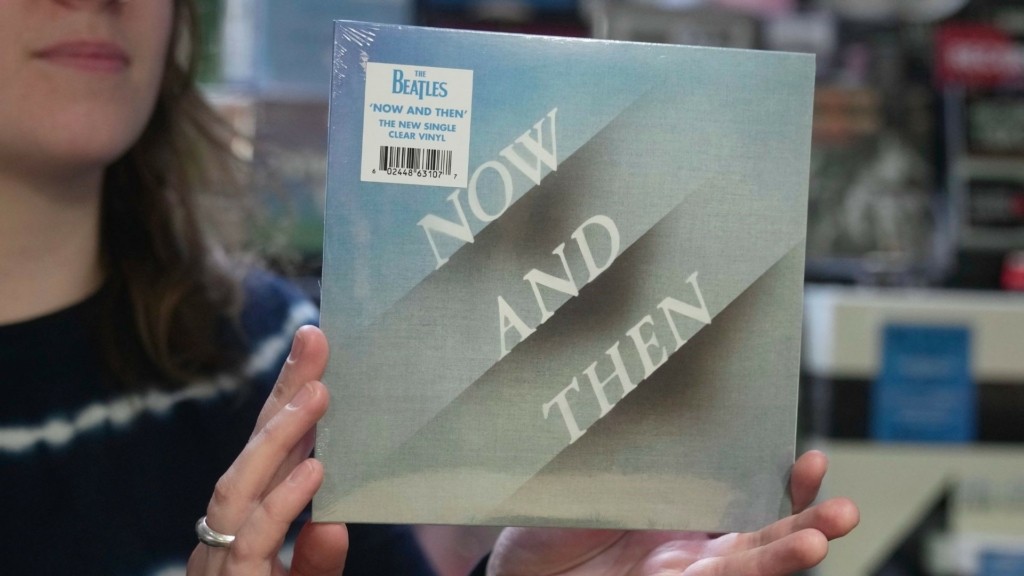 THE
BEATLES
'NOW AND THEN'
THE NEW SINGLE
CLEAR VINYL
6 02448 63107 7
NOW
AND
THEN